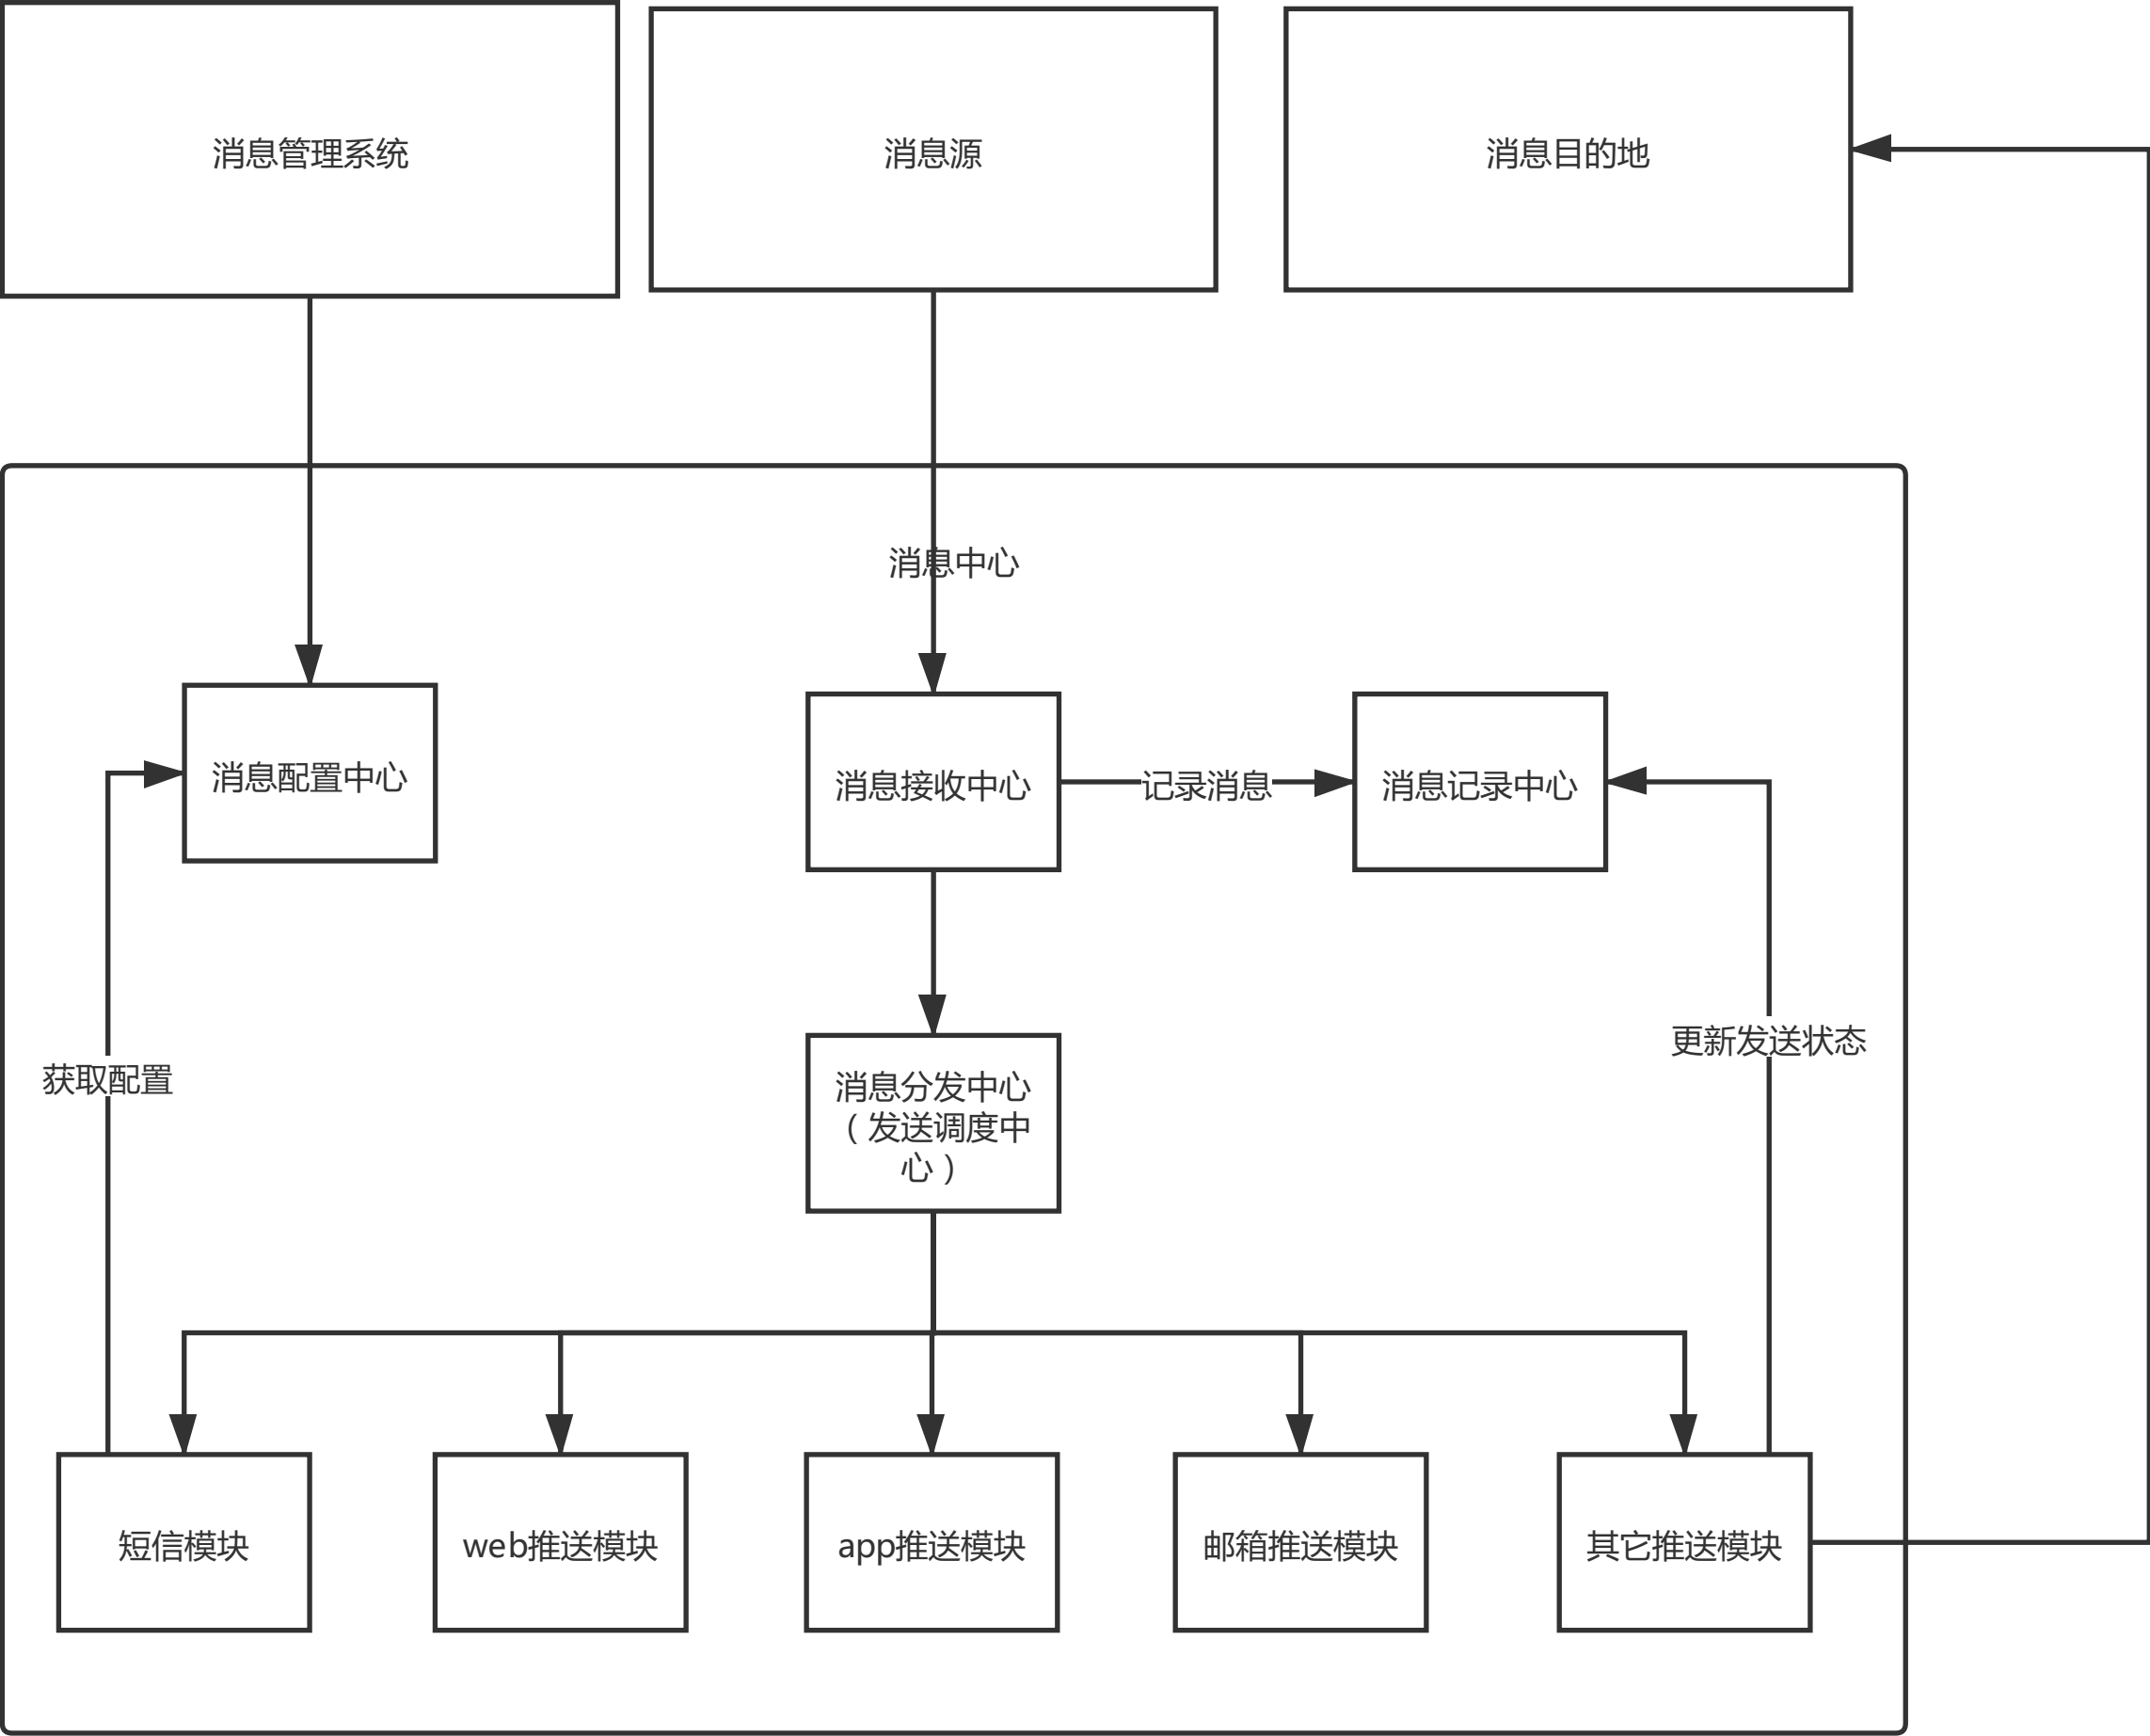 消息管理系统
消息源
消息目的地
消息中心
消息配置中心
消息接收中心
记录消息
消息记录中心
获取配置
消息分发中心
（发送调度中
心）
更新发送状态
短信模块
web推送模块
app推送模块
邮箱推送模块
其它推送模块